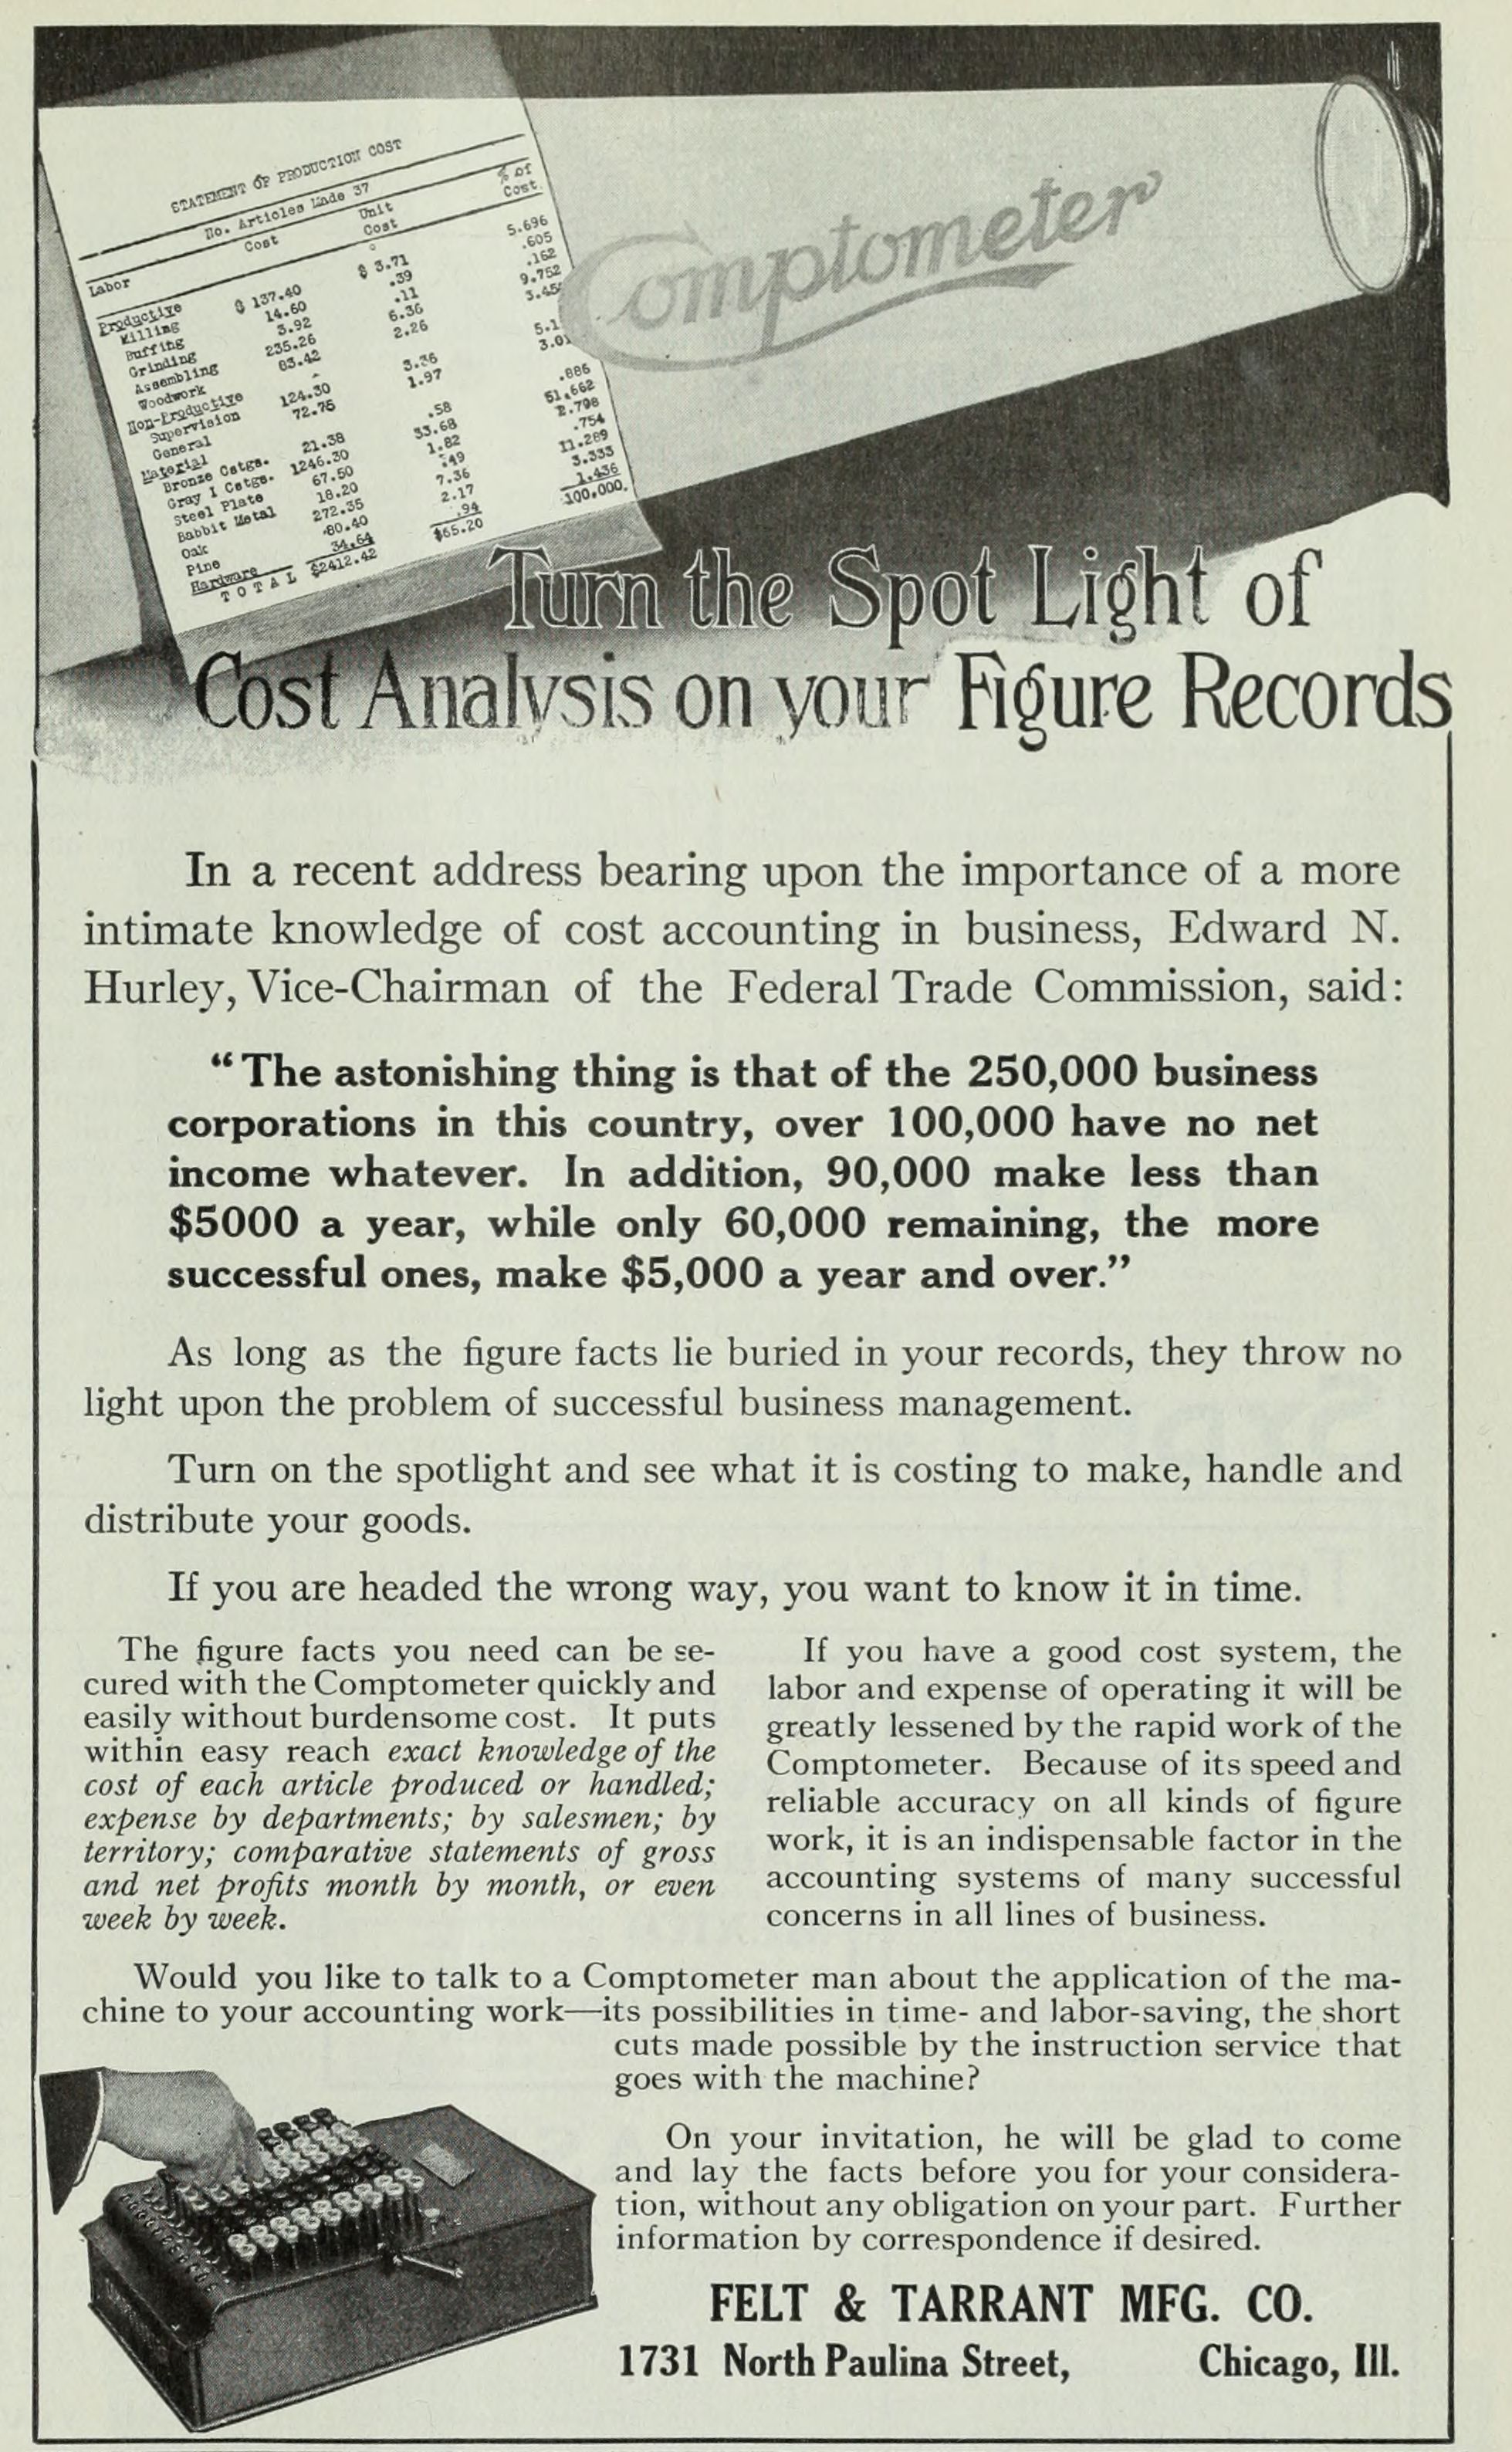 STATEMENT OF PRODUCTION COST
No. Articles Made 37
Cost Unit Cost % of Cost
Labor
Productive
Milling $ 137.40 $ 3.71 5.696
Buffing 14.60 .39 .605
Grinding 3.92 .11 .162
Assembling 235.26 6.36 9.752
Woodwork 83.42 2.26
Non-Productive
Supervision 124.30 3.36
General 72.75 1.97
Material
Bronze Catgs. 21.38 .58 .886
Gray I Catgs. 1246.30 33.68 51.662
Steel Plate 67.50 1.82 2.798
Babbit Metal 18.20 .49 .754
Oak 272.35 7.36 11.289
Pine 80.40 2.17 3.333
Hardware 34.64 .94 1.436
TOTAL $2412.42 $65.20 100.000
Comptometer
Turn the Spot Light of
Cost Analysis on your Figure Records
In a recent address bearing upon the importance of a more
intimate knowledge of cost accounting in business, Edward N.
Hurley, Vice-Chairman of the Federal Trade Commission, said:
“The astonishing thing is that of the 250,000 business
corporations in this country, over 100,000 have no net
income whatever. In addition, 90,000 make less than
$5000 a year, while only 60,000 remaining, the more
successful ones, make $5,000 a year and over.”
As long as the figure facts lie buried in your records, they throw no
light upon the problem of successful business management.
Turn on the spotlight and see what it is costing to make, handle and
distribute your goods.
If you are headed the wrong way, you want to know it in time.
The figure facts you need can be se-
cured with the Comptometer quickly and
easily without burdensome cost. It puts
within easy reach exact knowledge of the
cost of each article produced or handled;
expense by departments; by salesmen; by
territory; comparative statements of gross
and net profits month by month, or even
week by week.
If you have a good cost system, the
labor and expense of operating it will be
greatly lessened by the rapid work of the
Comptometer. Because of its speed and
reliable accuracy on all kinds of figure
work, it is an indispensable factor in the
accounting systems of many successful
concerns in all lines of business.
Would you like to talk to a Comptometer man about the application of the ma-
chine to your accounting work—its possibilities in time- and labor-saving, the short
cuts made possible by the instruction service that
goes with the machine?
On your invitation, he will be glad to come
and lay the facts before you for your considera-
tion, without any obligation on your part. Further
information by correspondence if desired.
FELT & TARRANT MFG. CO.
1731 North Paulina Street, Chicago, Ill.